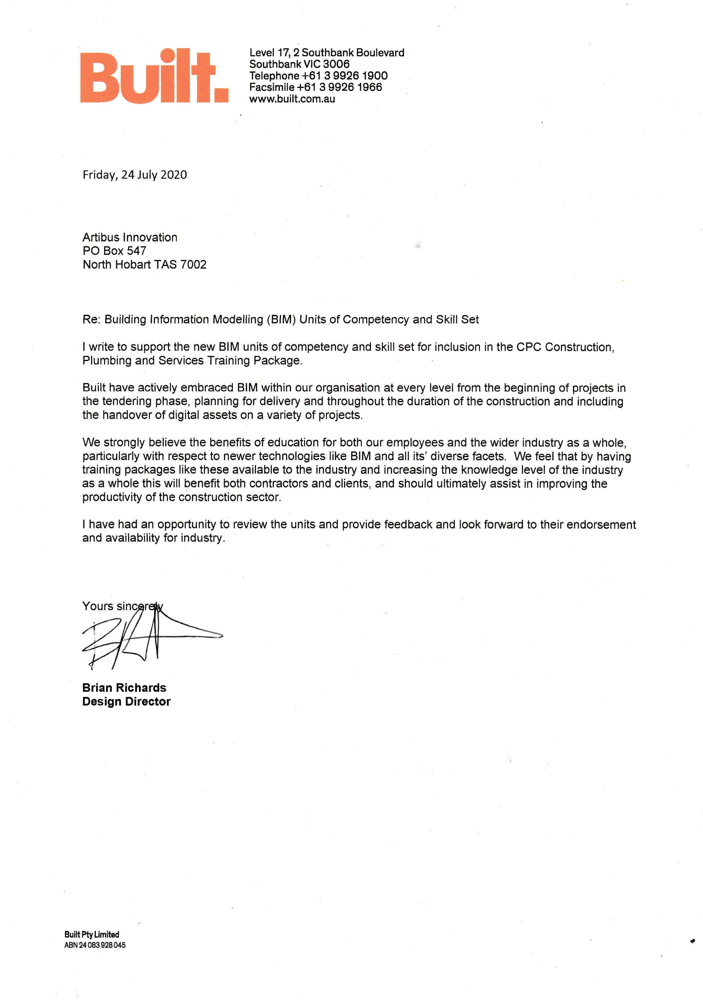 Built.
Level 17, 2 Southbank Boulevard
Southbank VIC 3006
Telephone +61 3 9926 1900
Facsimile +61 3 9926 1966
www.built.com.au
Friday, 24 July 2020
Artibus Innovation
PO Box 547
North Hobart TAS 7002
Re: Building Information Modelling (BIM) Units of Competency and Skill Set
I write to support the new BIM units of competency and skill set for inclusion in the CPC Construction,
Plumbing and Services Training Package.
Built have actively embraced BIM within our organisation at every level from the beginning of projects in
the tendering phase, planning for delivery and throughout the duration of the construction and including
the handover of digital assets on a variety of projects.
We strongly believe the benefits of education for both our employees and the wider industry as a whole,
particularly with respect to newer technologies like BIM and all its’ diverse facets.  We feel that by having
training packages like these available to the industry and increasing the knowledge level of the industry
as a whole this will benefit both contractors and clients, and should ultimately assist in improving the
productivity of the construction sector.
I have had an opportunity to review the units and provide feedback and look forward to their endorsement
and availability for industry.
Yours sincerely
Brian Richards
Design Director
Built Pty Limited
ABN 24 083 928 045